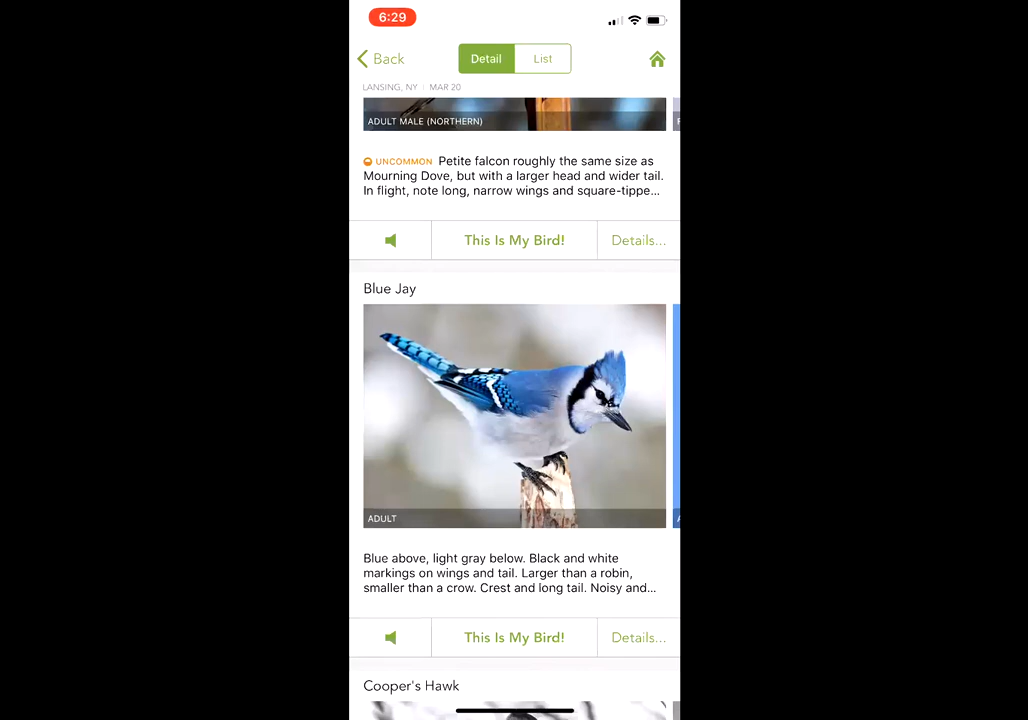 6:29
Back
Detail
List
LANSING, NY | MAR 20
ADULT MALE (NORTHERN)
UNCOMMON Petite falcon roughly the same size as
Mourning Dove, but with a larger head and wider tail.
In flight, note long, narrow wings and square-tippe...
This Is My Bird!
Details...
Blue Jay
ADULT
Blue above, light gray below. Black and white
markings on wings and tail. Larger than a robin,
smaller than a crow. Crest and long tail. Noisy and...
This Is My Bird!
Details...
Cooper's Hawk